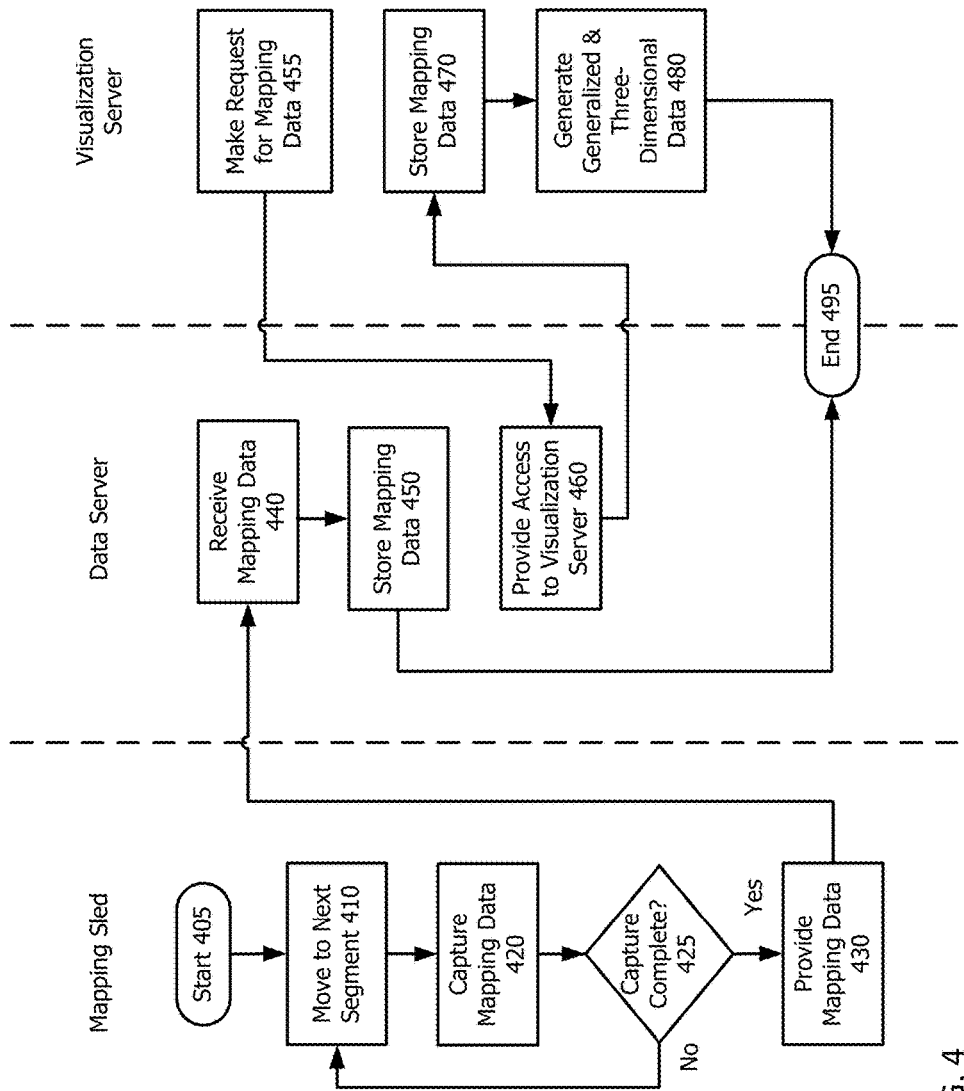 Mapping Sled
Start 405
Move to Next
Segment 410
Capture
Mapping Data
420
Capture
Complete?
425
No
Yes
Provide
Mapping Data
430
Data Server
Receive
Mapping Data
440
Store Mapping
Data 450
Provide Access
to Visualization
Server 460
Visualization
Server
Make Request
for Mapping
Data 455
Store Mapping
Data 470
Generate
Generalized &
Three-
Dimensional
Data 480
End 495
4